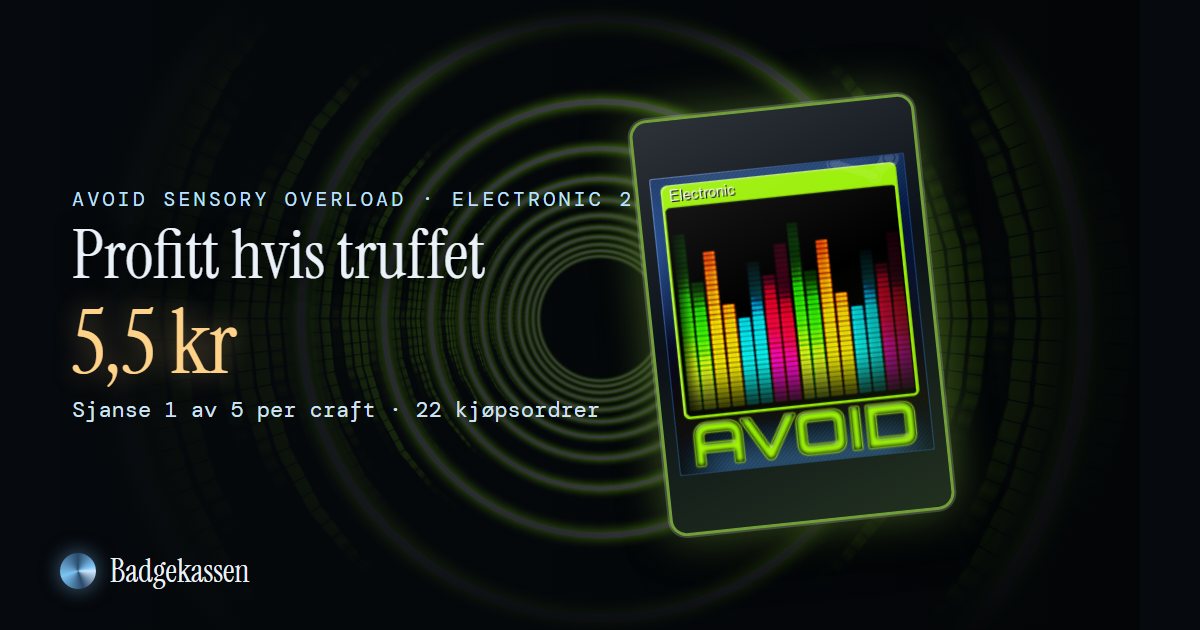 AVOID SENSORY OVERLOAD · ELECTRONIC 2
Profitt hvis truffet
5,5 kr
Sjanse 1 av 5 per craft · 22 kjøpsordrer
Electronic
AVOID
Badgekassen